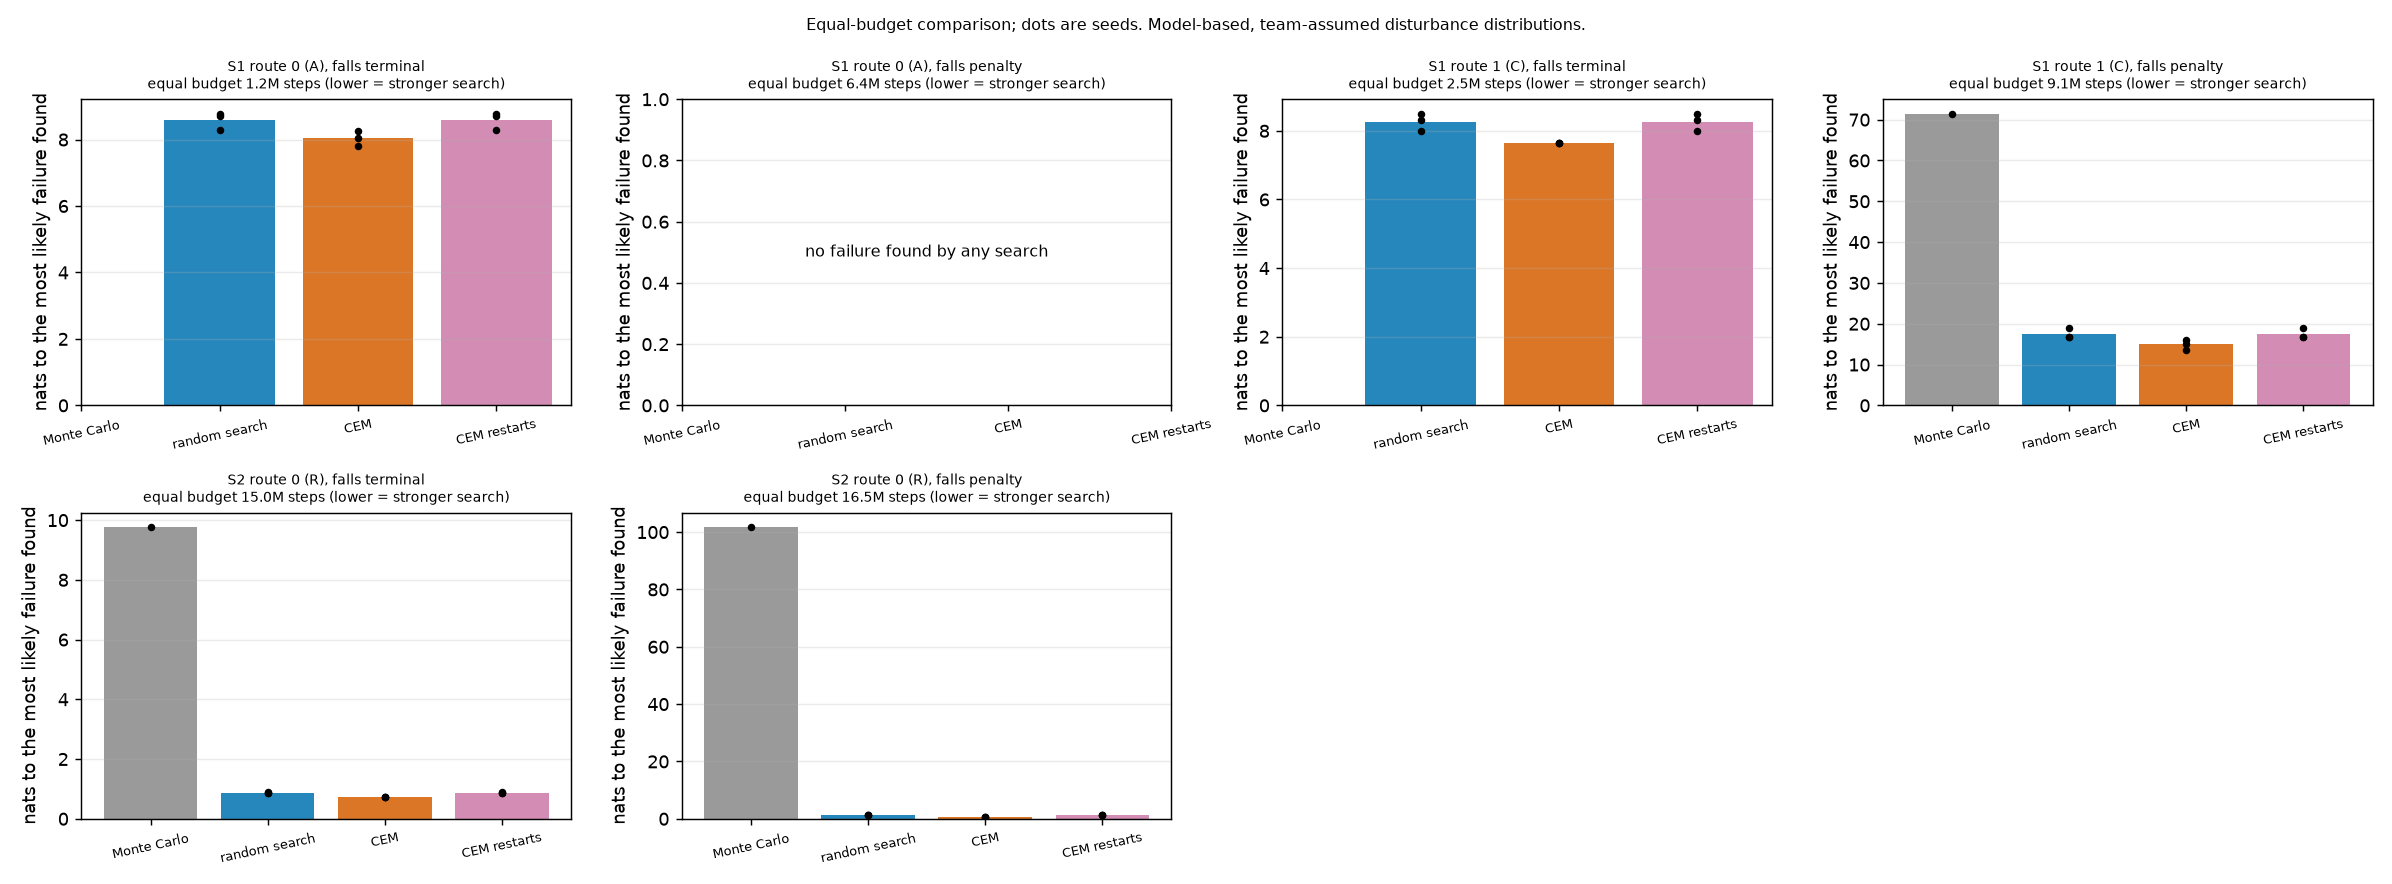 Equal-budget comparison; dots are seeds. Model-based, team-assumed disturbance distributions.
S1 route 0 (A), falls terminal
equal budget 1.2M steps (lower = stronger search)
nats to the most likely failure found
8
6
4
2
0
Monte Carlo
random search
CEM
CEM restarts
S1 route 0 (A), falls penalty
equal budget 6.4M steps (lower = stronger search)
nats to the most likely failure found
1.0
0.8
0.6
0.4
0.2
0.0
no failure found by any search
Monte Carlo
random search
CEM
CEM restarts
S1 route 1 (C), falls terminal
equal budget 2.5M steps (lower = stronger search)
nats to the most likely failure found
8
6
4
2
0
Monte Carlo
random search
CEM
CEM restarts
S1 route 1 (C), falls penalty
equal budget 9.1M steps (lower = stronger search)
nats to the most likely failure found
70
60
50
40
30
20
10
0
Monte Carlo
random search
CEM
CEM restarts
S2 route 0 (R), falls terminal
equal budget 15.0M steps (lower = stronger search)
nats to the most likely failure found
10
8
6
4
2
0
Monte Carlo
random search
CEM
CEM restarts
S2 route 0 (R), falls penalty
equal budget 16.5M steps (lower = stronger search)
nats to the most likely failure found
100
80
60
40
20
0
Monte Carlo
random search
CEM
CEM restarts